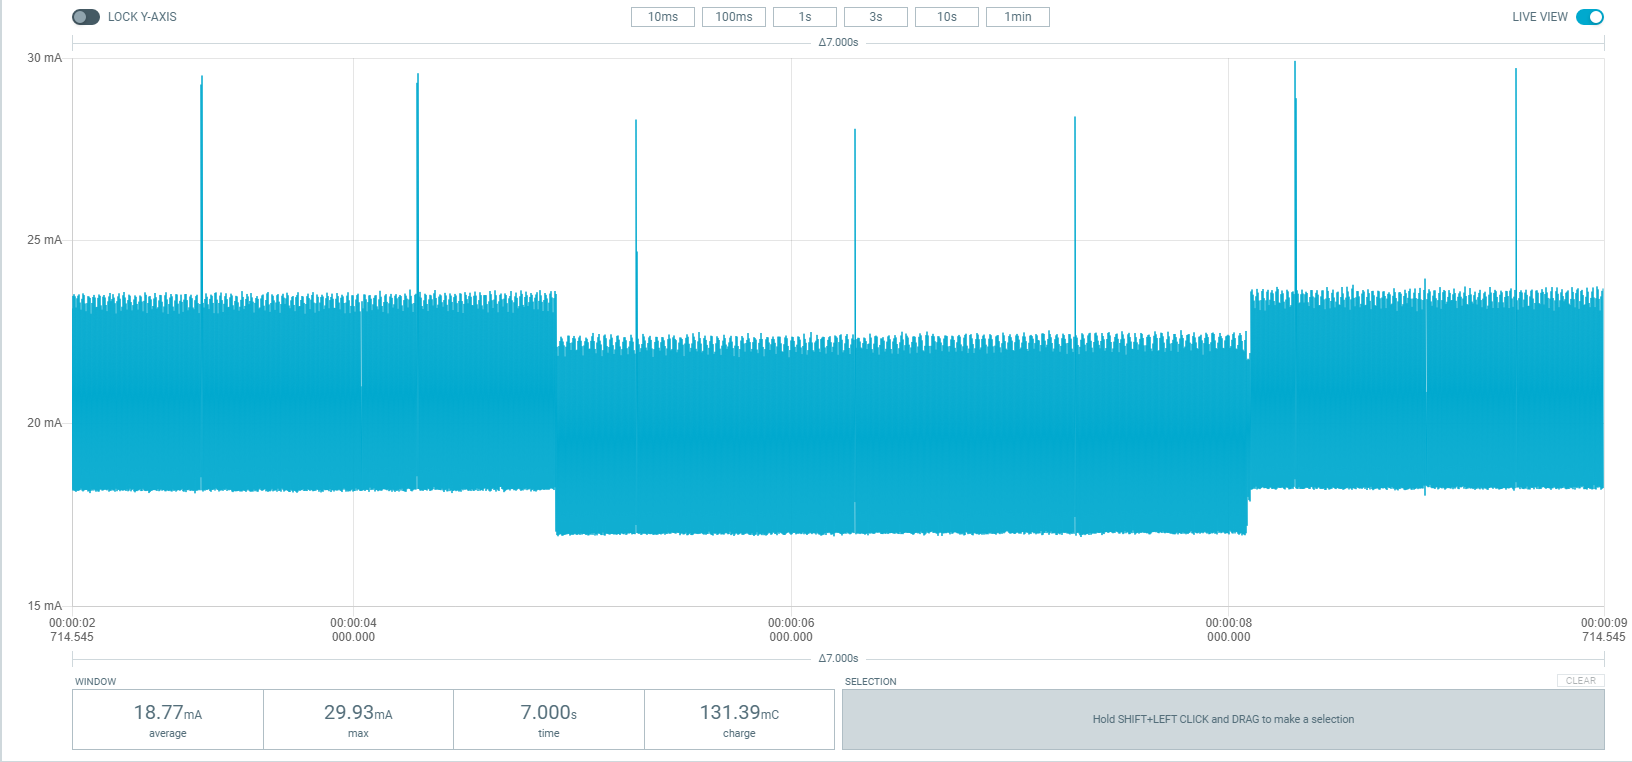 LOCK Y-AXIS
10ms 100ms 1s 3s 10s 1min
LIVE VIEW
Δ7.000s
30 mA
25 mA
20 mA
15 mA
00:00:02 00:00:04 00:00:06 00:00:08 00:00:09
714.545 000.000 000.000 000.000 714.545
Δ7.000s
WINDOW
18.77mA 29.93mA 7.000s 131.39mC
average max time charge
SELECTION
CLEAR
Hold SHIFT+LEFT CLICK and DRAG to make a selection